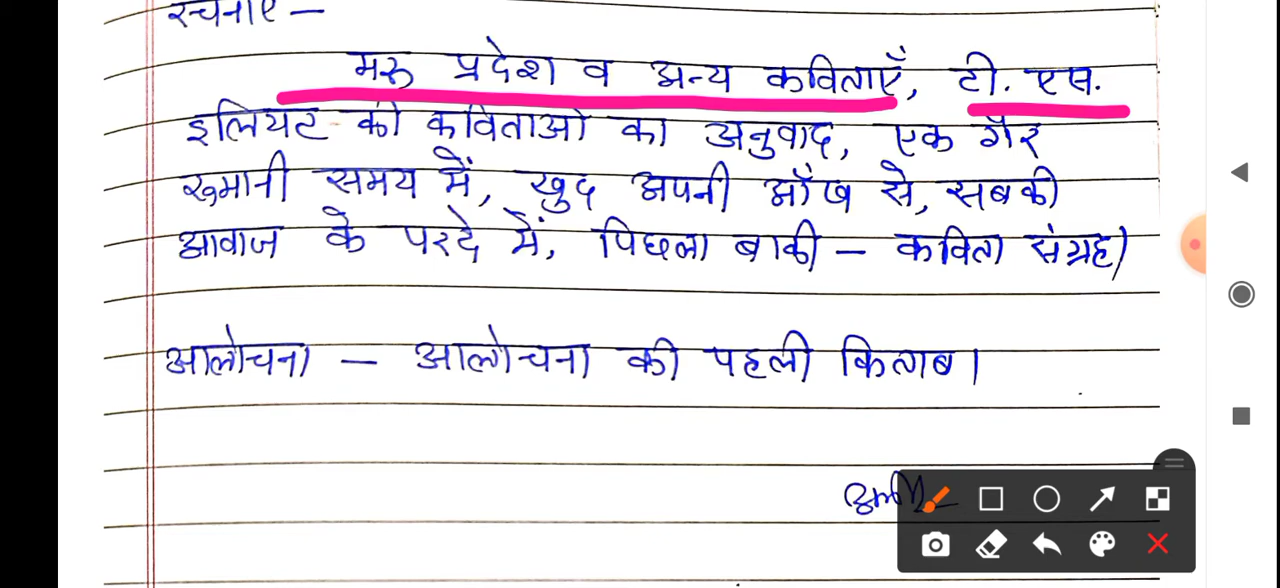 रचनाएँ —
मरु प्रदेश व अन्य कविताएँ, टी. एस.
इलियट की कविताओ का अनुवाद, एक गैर
रुमानी समय में, खुद अपनी आँख से, सबकी
आवाज के परदे में, पिछला बाकी — कविता संग्रह।
आलोचना — आलोचना की पहली किताब।